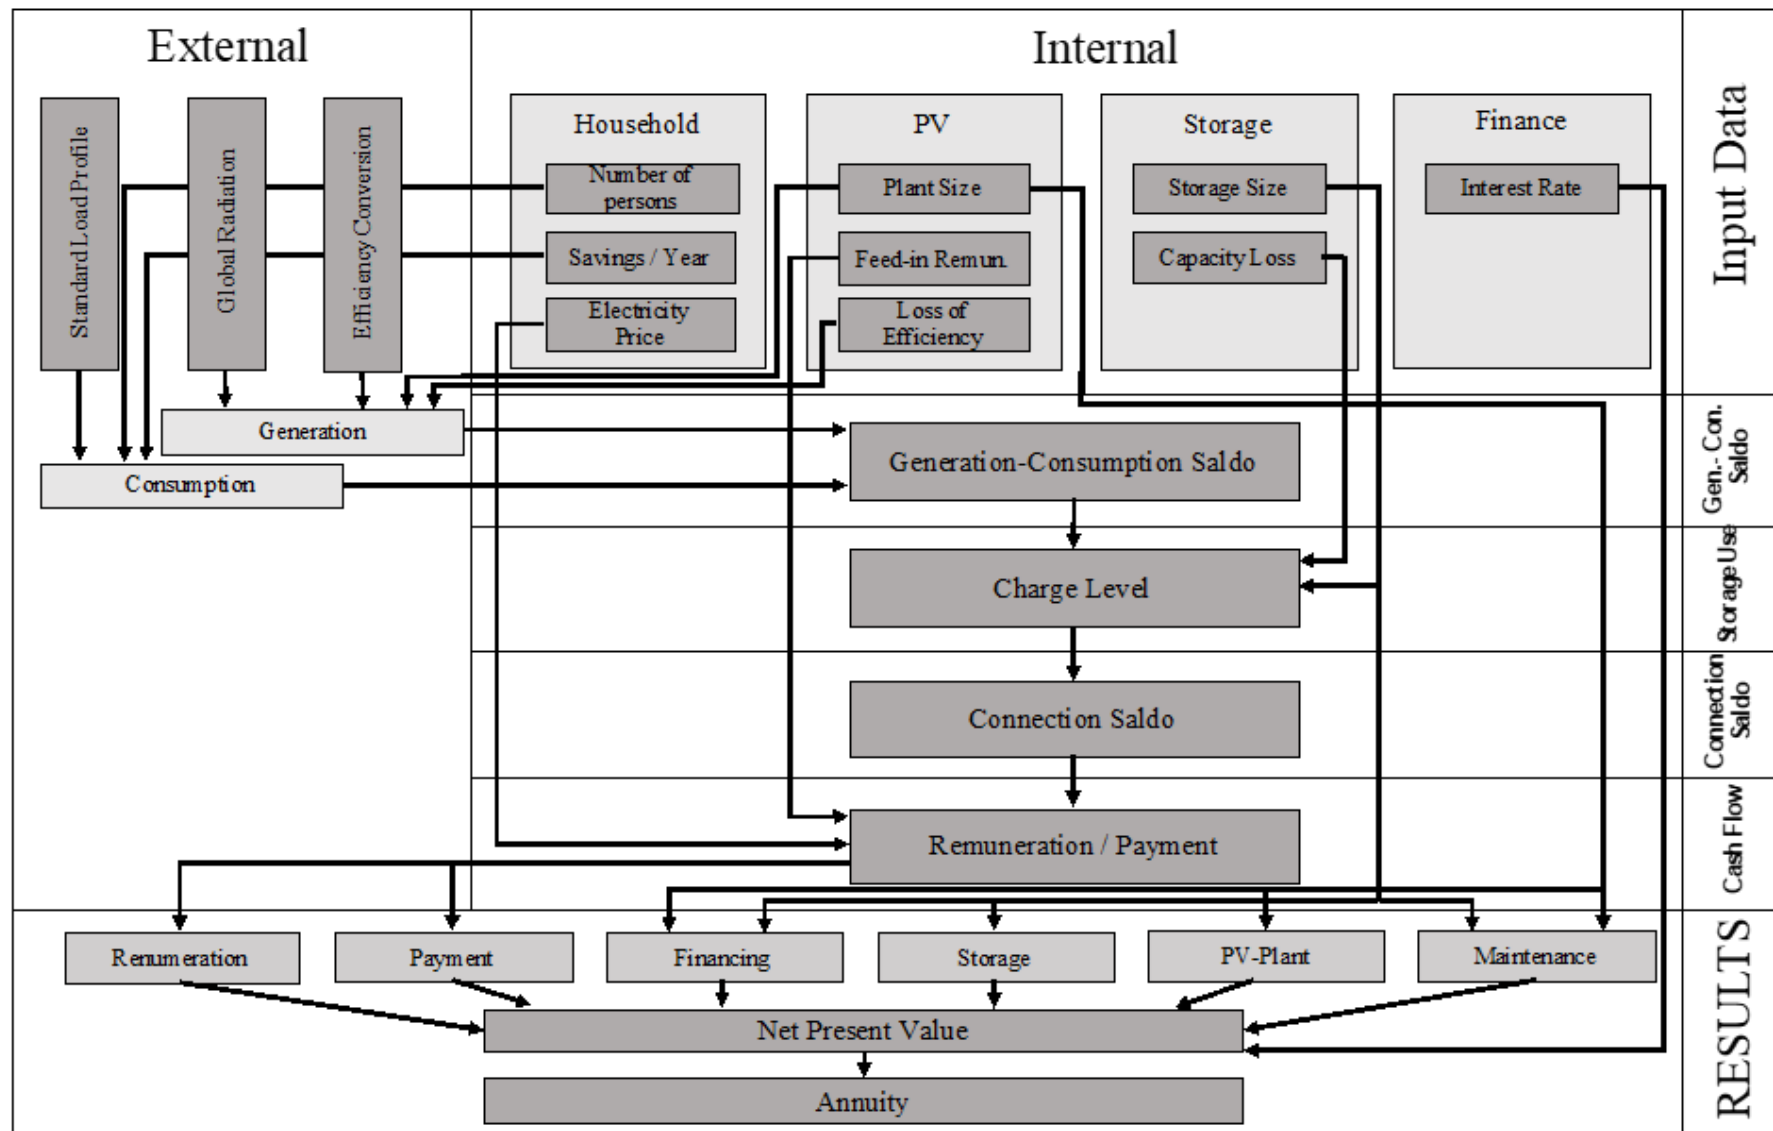 External
Internal
Input Data
Standard Load Profile
Global Radiation
Efficiency Conversion
Household
Number of
persons
Savings / Year
Electricity
Price
PV
Plant Size
Feed-in Remun.
Loss of
Efficiency
Storage
Storage Size
Capacity Loss
Finance
Interest Rate
Generation
Consumption
Generation-Consumption Saldo
Gen.- Con.
Saldo
Charge Level
Storage Use
Connection Saldo
Connection
Saldo
Remuneration / Payment
Cash Flow
Renumeration
Payment
Financing
Storage
PV-Plant
Maintenance
Net Present Value
Annuity
RESULTS